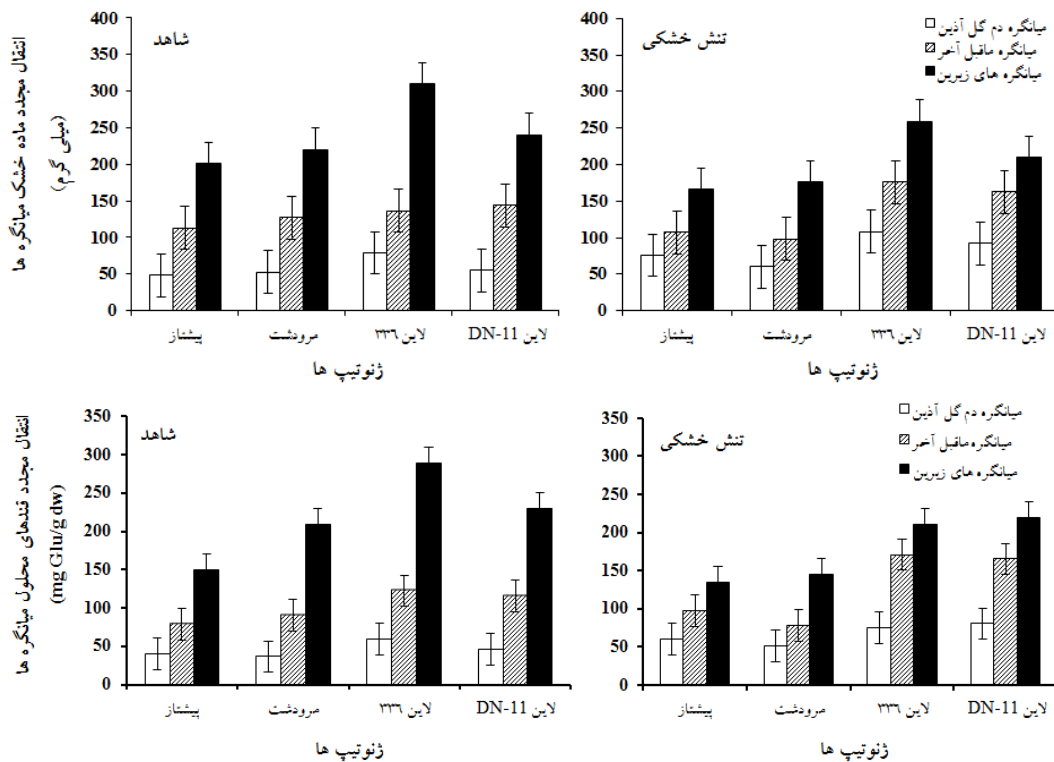 انتقال مجدد ماده خشک میانگره ها
(میلی گرم)
400
350
300
250
200
150
100
50
0
شاهد
پیشتاز
مرودشت
لاین ۳۳٦
لاین DN-11
ژنوتیپ ها
400
350
300
250
200
150
100
50
0
تنش خشکی
میانگره دم گل آذین
میانگره ماقبل آخر
میانگره های زیرین
پیشتاز
مرودشت
لاین ۳۳٦
لاین DN-11
ژنوتیپ ها
انتقال مجدد قندهای محلول میانگره ها
(mg Glu/g dw)
350
300
250
200
150
100
50
0
شاهد
پیشتاز
مرودشت
لاین ۳۳٦
لاین DN-11
ژنوتیپ ها
350
300
250
200
150
100
50
0
تنش خشکی
میانگره دم گل آذین
میانگره ماقبل آخر
میانگره های زیرین
پیشتاز
مرودشت
لاین ۳۳٦
لاین DN-11
ژنوتیپ ها